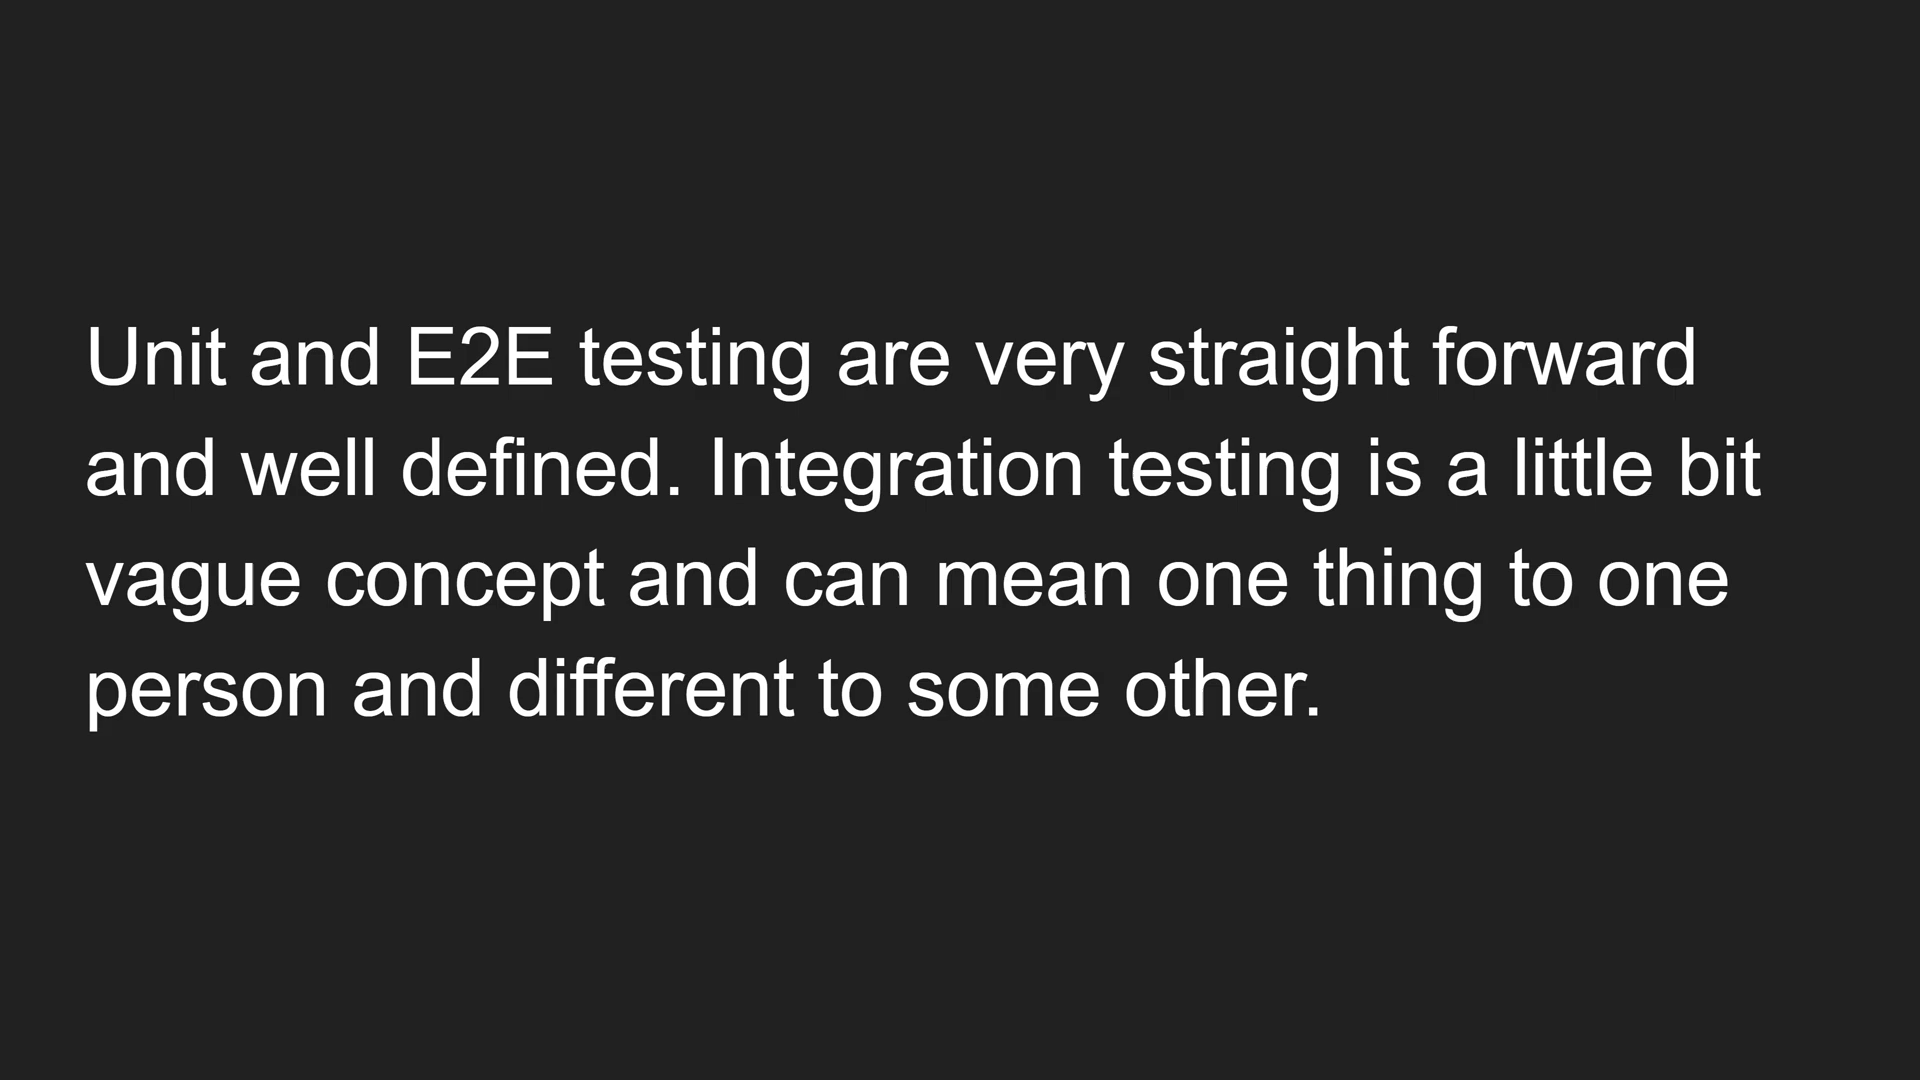 Unit and E2E testing are very straight forward
and well defined. Integration testing is a little bit
vague concept and can mean one thing to one
person and different to some other.